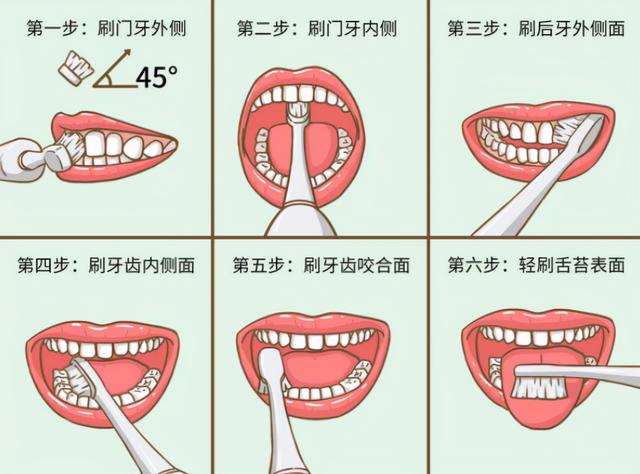 第一步：刷门牙外侧
45°
第二步：刷门牙内侧
第三步：刷后牙外侧面
第四步：刷牙齿内侧面
第五步：刷牙齿咬合面
第六步：轻刷舌苔表面